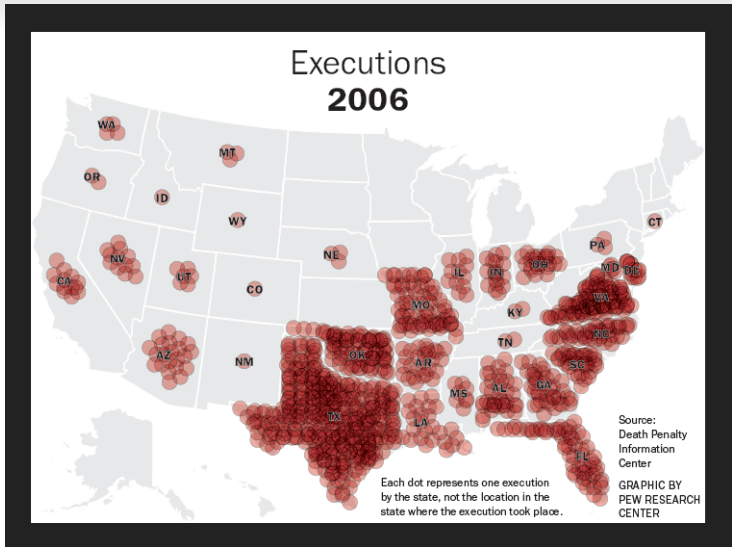 Executions
2006
WA
MT
OR
ID
WY
CT
NE
PA
NV
CA
UT
CO
IL
IN
OH
MD
DE
MO
VA
KY
NC
TN
AZ
NM
OK
AR
SC
MS
AL
GA
TX
LA
FL
Source:
Death Penalty
Information
Center
GRAPHIC BY
PEW RESEARCH
CENTER
Each dot represents one execution
by the state, not the location in the
state where the execution took place.